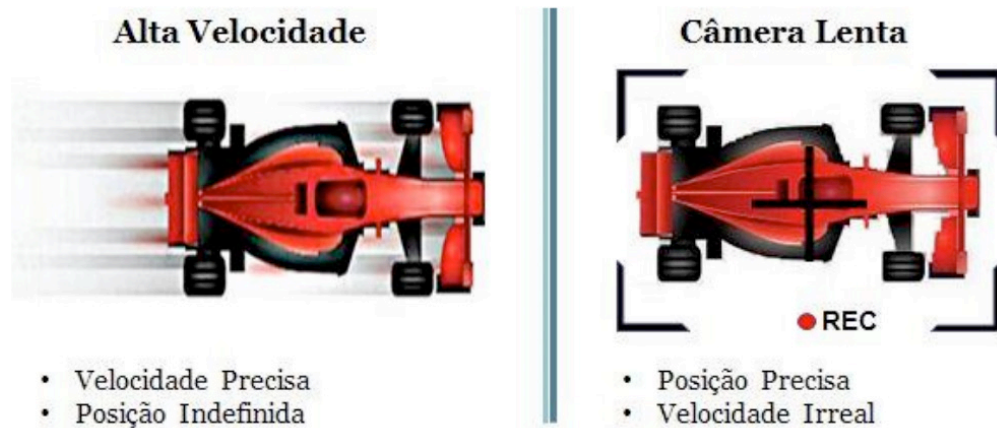 Alta Velocidade
• Velocidade Precisa
• Posição Indefinida
Câmera Lenta
REC
• Posição Precisa
• Velocidade Irreal